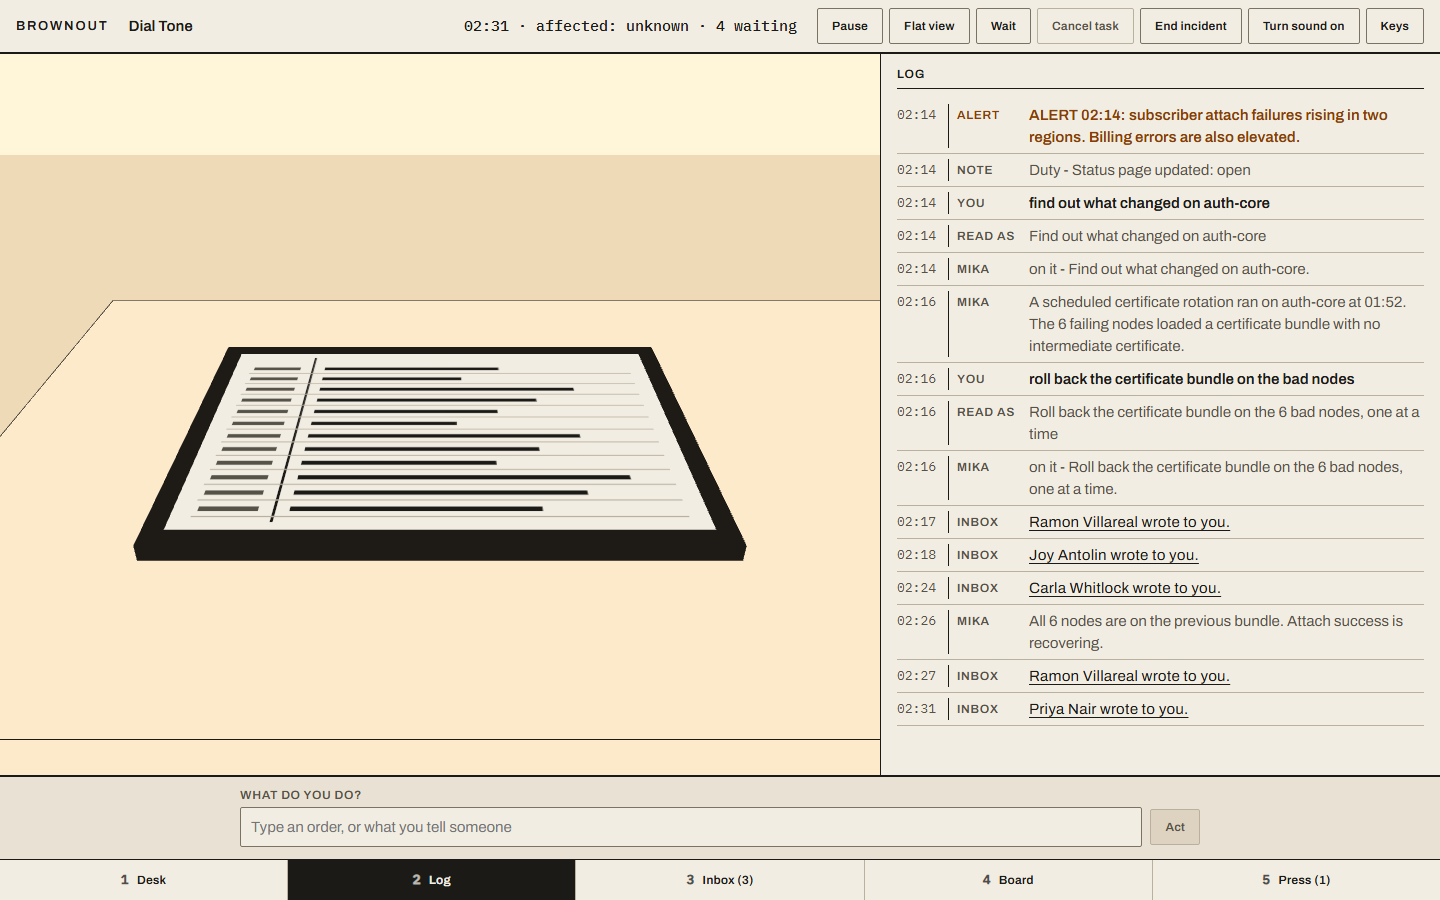 BROWNOUT Dial Tone 02:31 · affected: unknown · 4 waiting Pause Flat view Wait Cancel task End incident Turn sound on Keys
LOG
02:14 ALERT ALERT 02:14: subscriber attach failures rising in two
regions. Billing errors are also elevated.
02:14 NOTE Duty - Status page updated: open
02:14 YOU find out what changed on auth-core
02:14 READ AS Find out what changed on auth-core
02:14 MIKA on it - Find out what changed on auth-core.
02:16 MIKA A scheduled certificate rotation ran on auth-core at 01:52.
The 6 failing nodes loaded a certificate bundle with no
intermediate certificate.
02:16 YOU roll back the certificate bundle on the bad nodes
02:16 READ AS Roll back the certificate bundle on the 6 bad nodes, one at a
time
02:16 MIKA on it - Roll back the certificate bundle on the 6 bad nodes,
one at a time.
02:17 INBOX Ramon Villareal wrote to you.
02:18 INBOX Joy Antolin wrote to you.
02:24 INBOX Carla Whitlock wrote to you.
02:26 MIKA All 6 nodes are on the previous bundle. Attach success is
recovering.
02:27 INBOX Ramon Villareal wrote to you.
02:31 INBOX Priya Nair wrote to you.
WHAT DO YOU DO?
Type an order, or what you tell someone Act
1 Desk 2 Log 3 Inbox (3) 4 Board 5 Press (1)